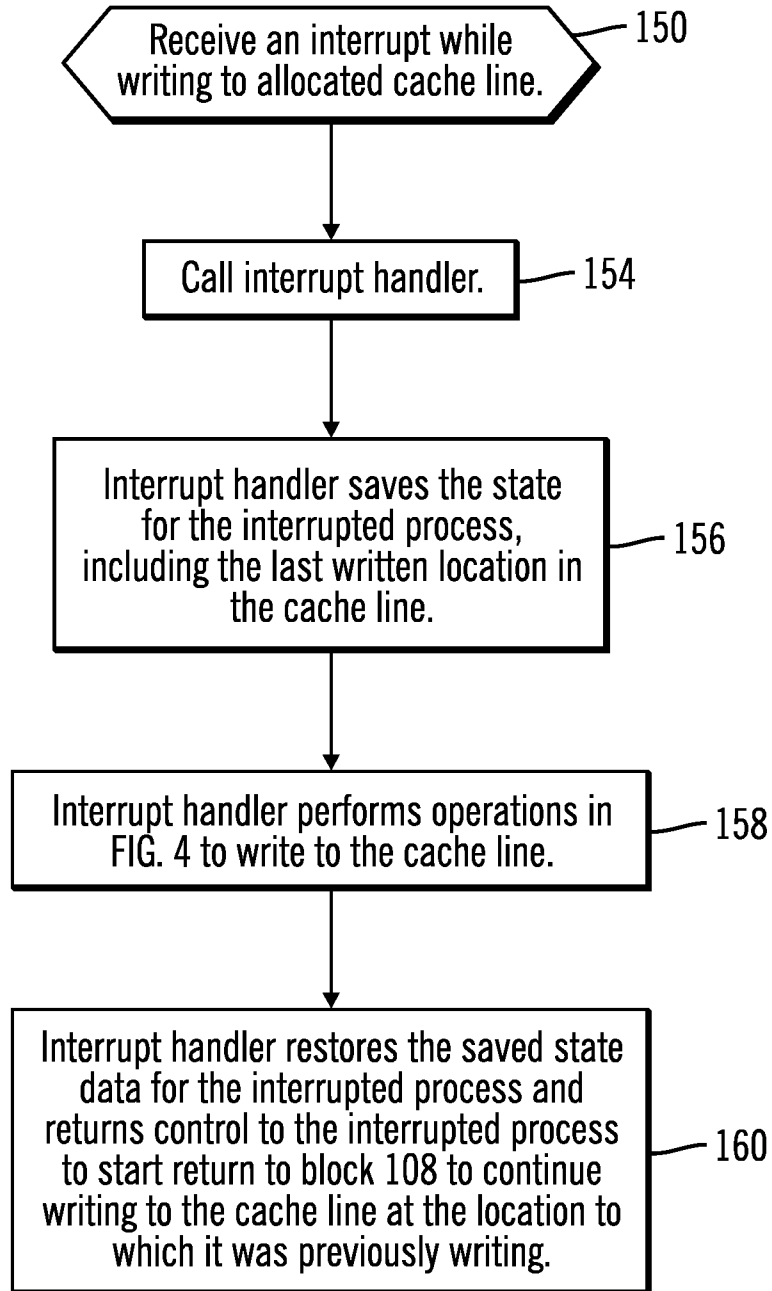 Receive an interrupt while
writing to allocated cache line.
150
Call interrupt handler.
154
Interrupt handler saves the state
for the interrupted process,
including the last written location in
the cache line.
156
Interrupt handler performs operations in
FIG. 4 to write to the cache line.
158
Interrupt handler restores the saved state
data for the interrupted process and
returns control to the interrupted process
to start return to block 108 to continue
writing to the cache line at the location to
which it was previously writing.
160